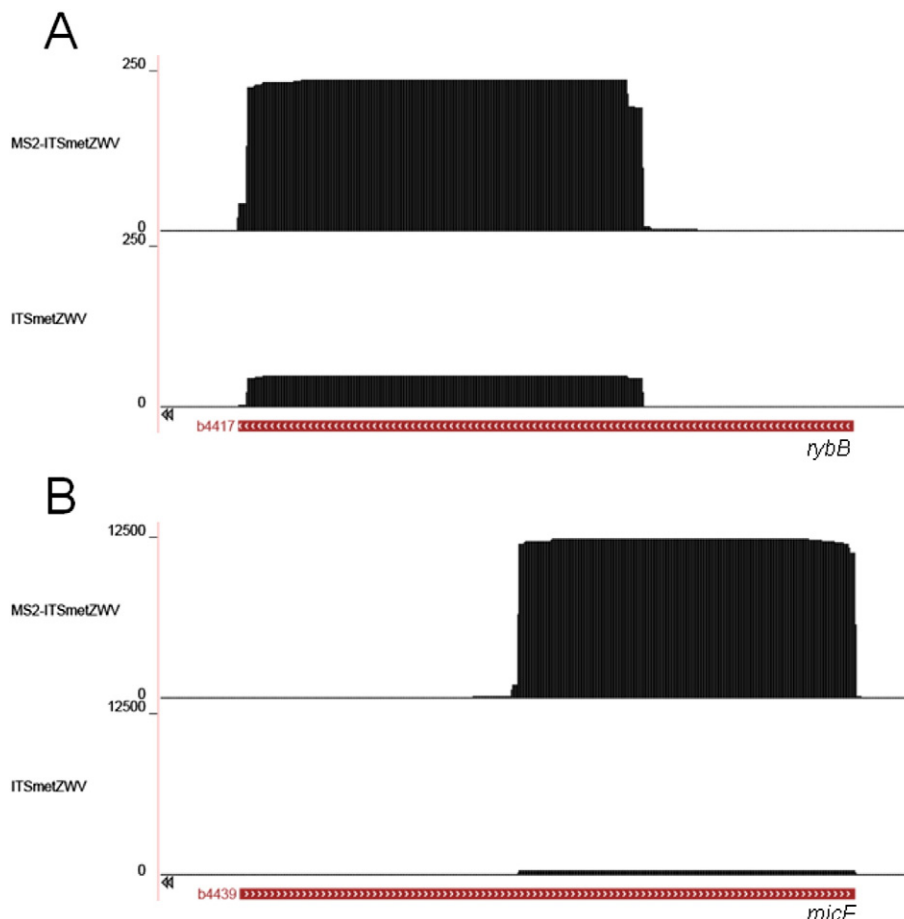 A
250
MS2-ITSmetZWV
0
250
ITSmetZWV
0
b4417
rybB
B
12500
MS2-ITSmetZWV
0
12500
ITSmetZWV
0
b4439
micF